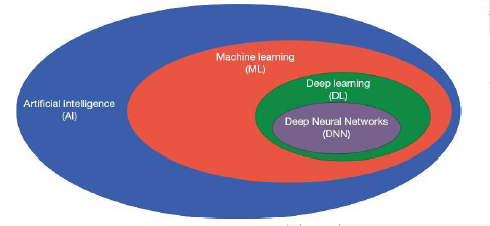 Machine learning
(ML)
Deep learning
(DL)
Artificial intelligence
(AI)
Deep Neural Networks
(DNN)